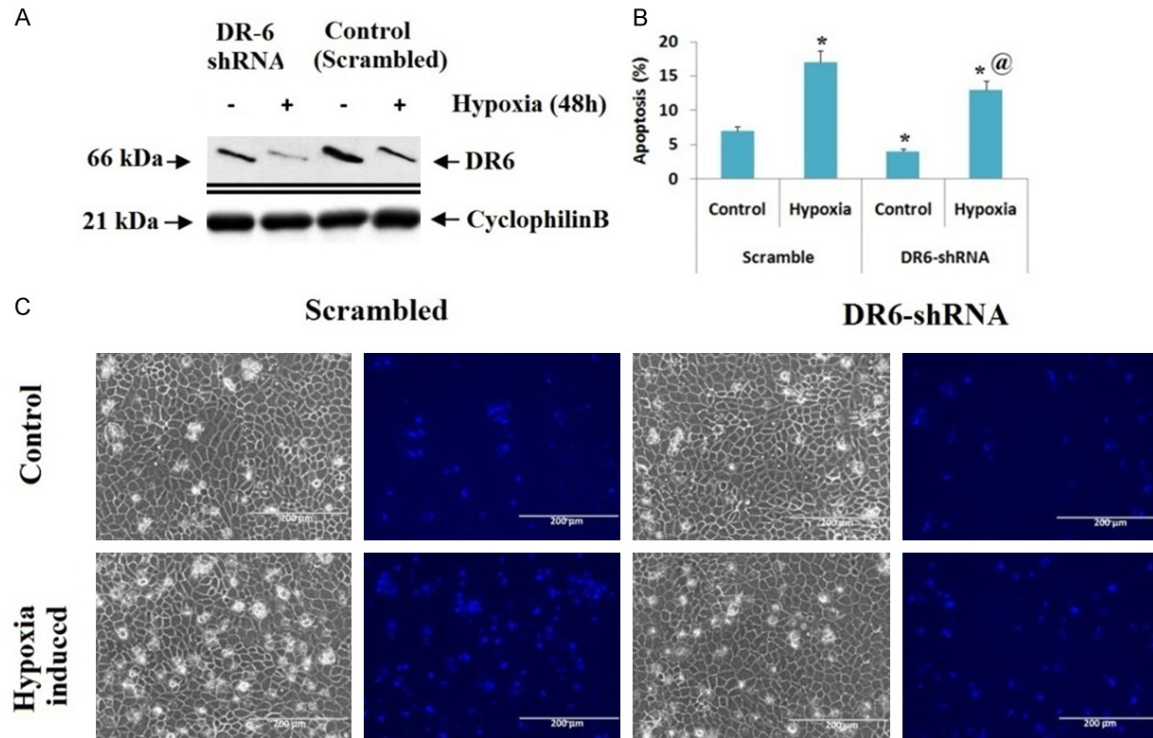 A
DR-6
shRNA
Control
(Scrambled)
- + - + Hypoxia (48h)
66 kDa
DR6
21 kDa
CyclophilinB
B
Apoptosis (%)
20
15
10
5
0
*
*
* @
Control Hypoxia Control Hypoxia
Scramble DR6-shRNA
C
Scrambled DR6-shRNA
Control
200 µm
200 µm
200 µm
200 µm
Hypoxia
induced
200 µm
200 µm
200 µm
200 µm